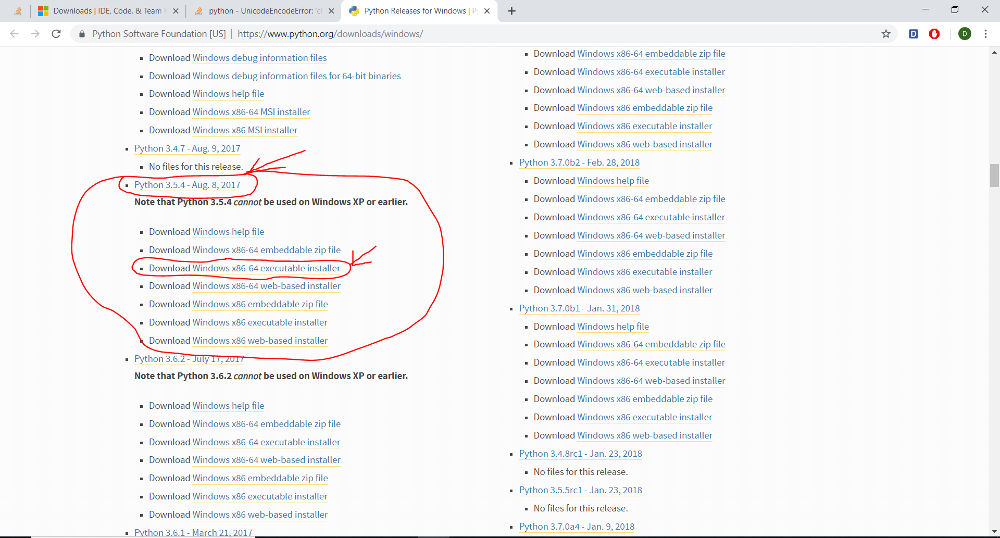 Downloads | IDE, Code, & Team F
python - UnicodeEncodeError: 'ch
Python Releases for Windows | Py
Python Software Foundation [US] | https://www.python.org/downloads/windows/
D
D
Download Windows debug information files
Download Windows debug information files for 64-bit binaries
Download Windows help file
Download Windows x86-64 MSI installer
Download Windows x86 MSI installer
Python 3.4.7 - Aug. 9, 2017
No files for this release.
Python 3.5.4 - Aug. 8, 2017
Note that Python 3.5.4 cannot be used on Windows XP or earlier.
Download Windows help file
Download Windows x86-64 embeddable zip file
Download Windows x86-64 executable installer
Download Windows x86-64 web-based installer
Download Windows x86 embeddable zip file
Download Windows x86 executable installer
Download Windows x86 web-based installer
Python 3.6.2 - July 17, 2017
Note that Python 3.6.2 cannot be used on Windows XP or earlier.
Download Windows help file
Download Windows x86-64 embeddable zip file
Download Windows x86-64 executable installer
Download Windows x86-64 web-based installer
Download Windows x86 embeddable zip file
Download Windows x86 executable installer
Download Windows x86 web-based installer
Python 3.6.1 - March 21, 2017
Download Windows x86-64 embeddable zip file
Download Windows x86-64 executable installer
Download Windows x86-64 web-based installer
Download Windows x86 embeddable zip file
Download Windows x86 executable installer
Download Windows x86 web-based installer
Python 3.7.0b2 - Feb. 28, 2018
Download Windows help file
Download Windows x86-64 embeddable zip file
Download Windows x86-64 executable installer
Download Windows x86-64 web-based installer
Download Windows x86 embeddable zip file
Download Windows x86 executable installer
Download Windows x86 web-based installer
Python 3.7.0b1 - Jan. 31, 2018
Download Windows help file
Download Windows x86-64 embeddable zip file
Download Windows x86-64 executable installer
Download Windows x86-64 web-based installer
Download Windows x86 embeddable zip file
Download Windows x86 executable installer
Download Windows x86 web-based installer
Python 3.4.8rc1 - Jan. 23, 2018
No files for this release.
Python 3.5.5rc1 - Jan. 23, 2018
No files for this release.
Python 3.7.0a4 - Jan. 9, 2018